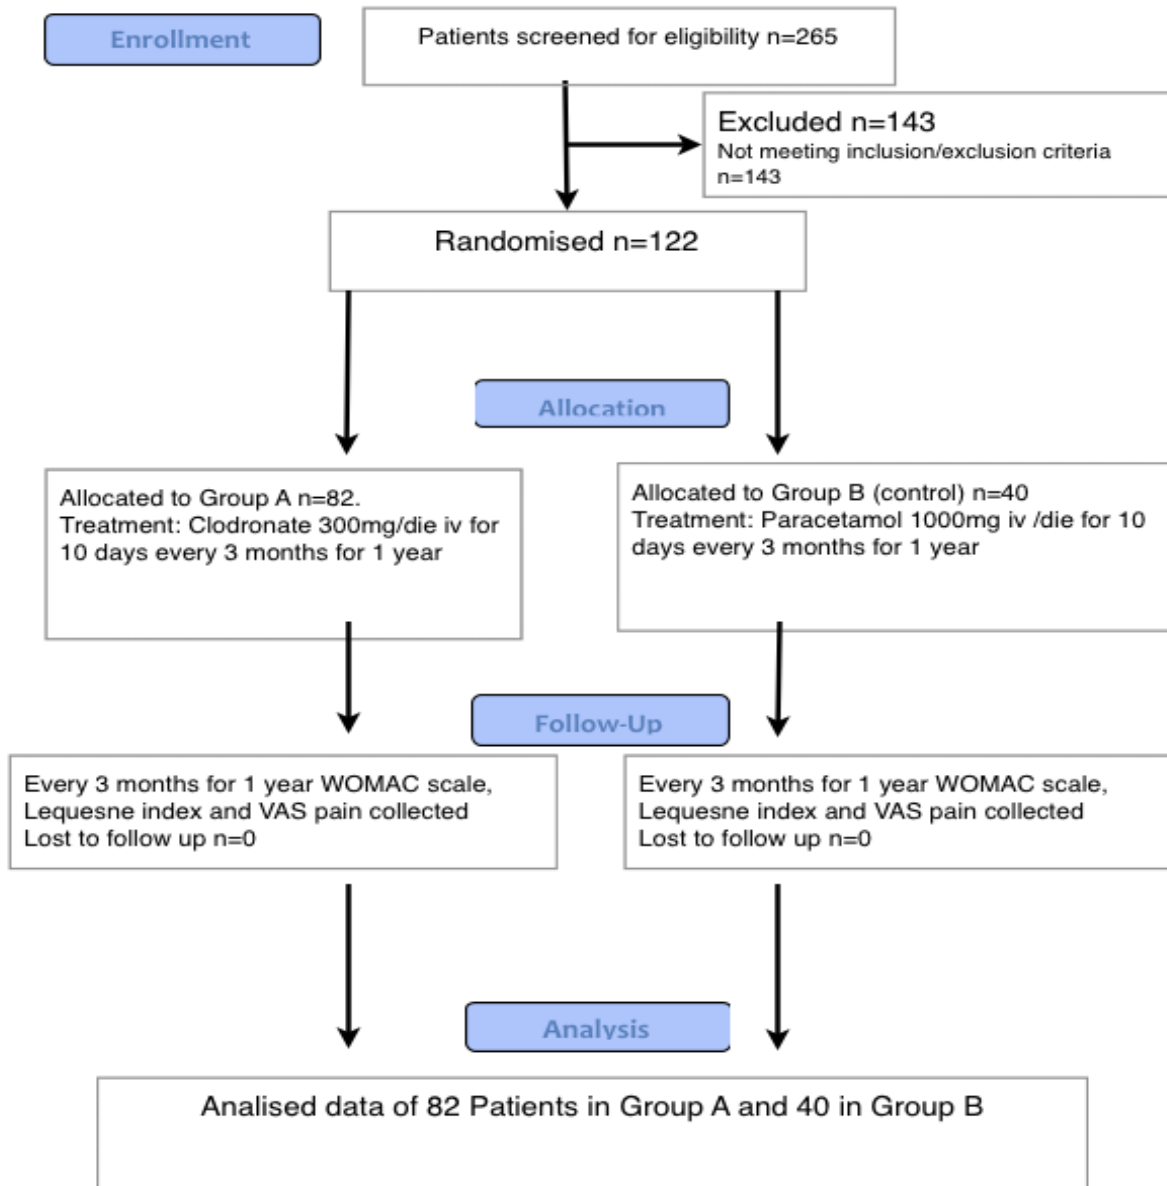 Enrollment
Patients screened for eligibility n=265
Excluded n=143
Not meeting inclusion/exclusion criteria
n=143
Randomised n=122
Allocation
Allocated to Group A n=82.
Treatment: Clodronate 300mg/die iv for
10 days every 3 months for 1 year
Allocated to Group B (control) n=40
Treatment: Paracetamol 1000mg iv /die for 10
days every 3 months for 1 year
Follow-Up
Every 3 months for 1 year WOMAC scale,
Lequesne index and VAS pain collected
Lost to follow up n=0
Every 3 months for 1 year WOMAC scale,
Lequesne index and VAS pain collected
Lost to follow up n=0
Analysis
Analised data of 82 Patients in Group A and 40 in Group B